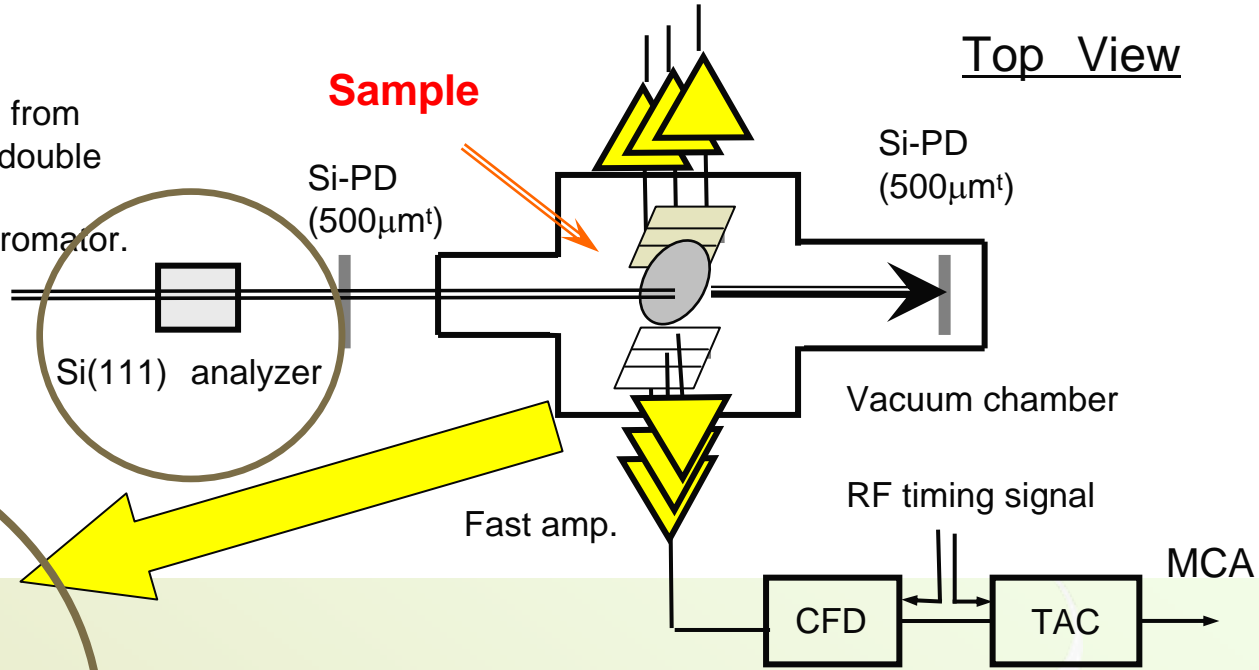 Top View
Sample
from
double
romator.
Si-PD
(500μmᵗ)
Si-PD
(500μmᵗ)
Si(111) analyzer
Vacuum chamber
Fast amp.
RF timing signal
MCA
CFD
TAC